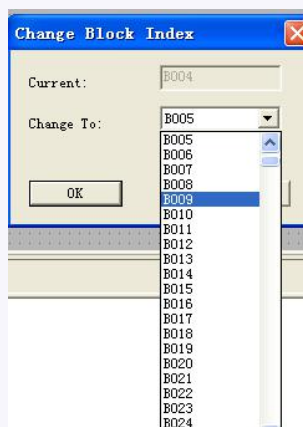 Change Block Index
Current:
B004
Change To:
B005
OK
B005
B006
B007
B008
B009
B010
B011
B012
B013
B014
B015
B016
B017
B018
B019
B020
B021
B022
B023
B024